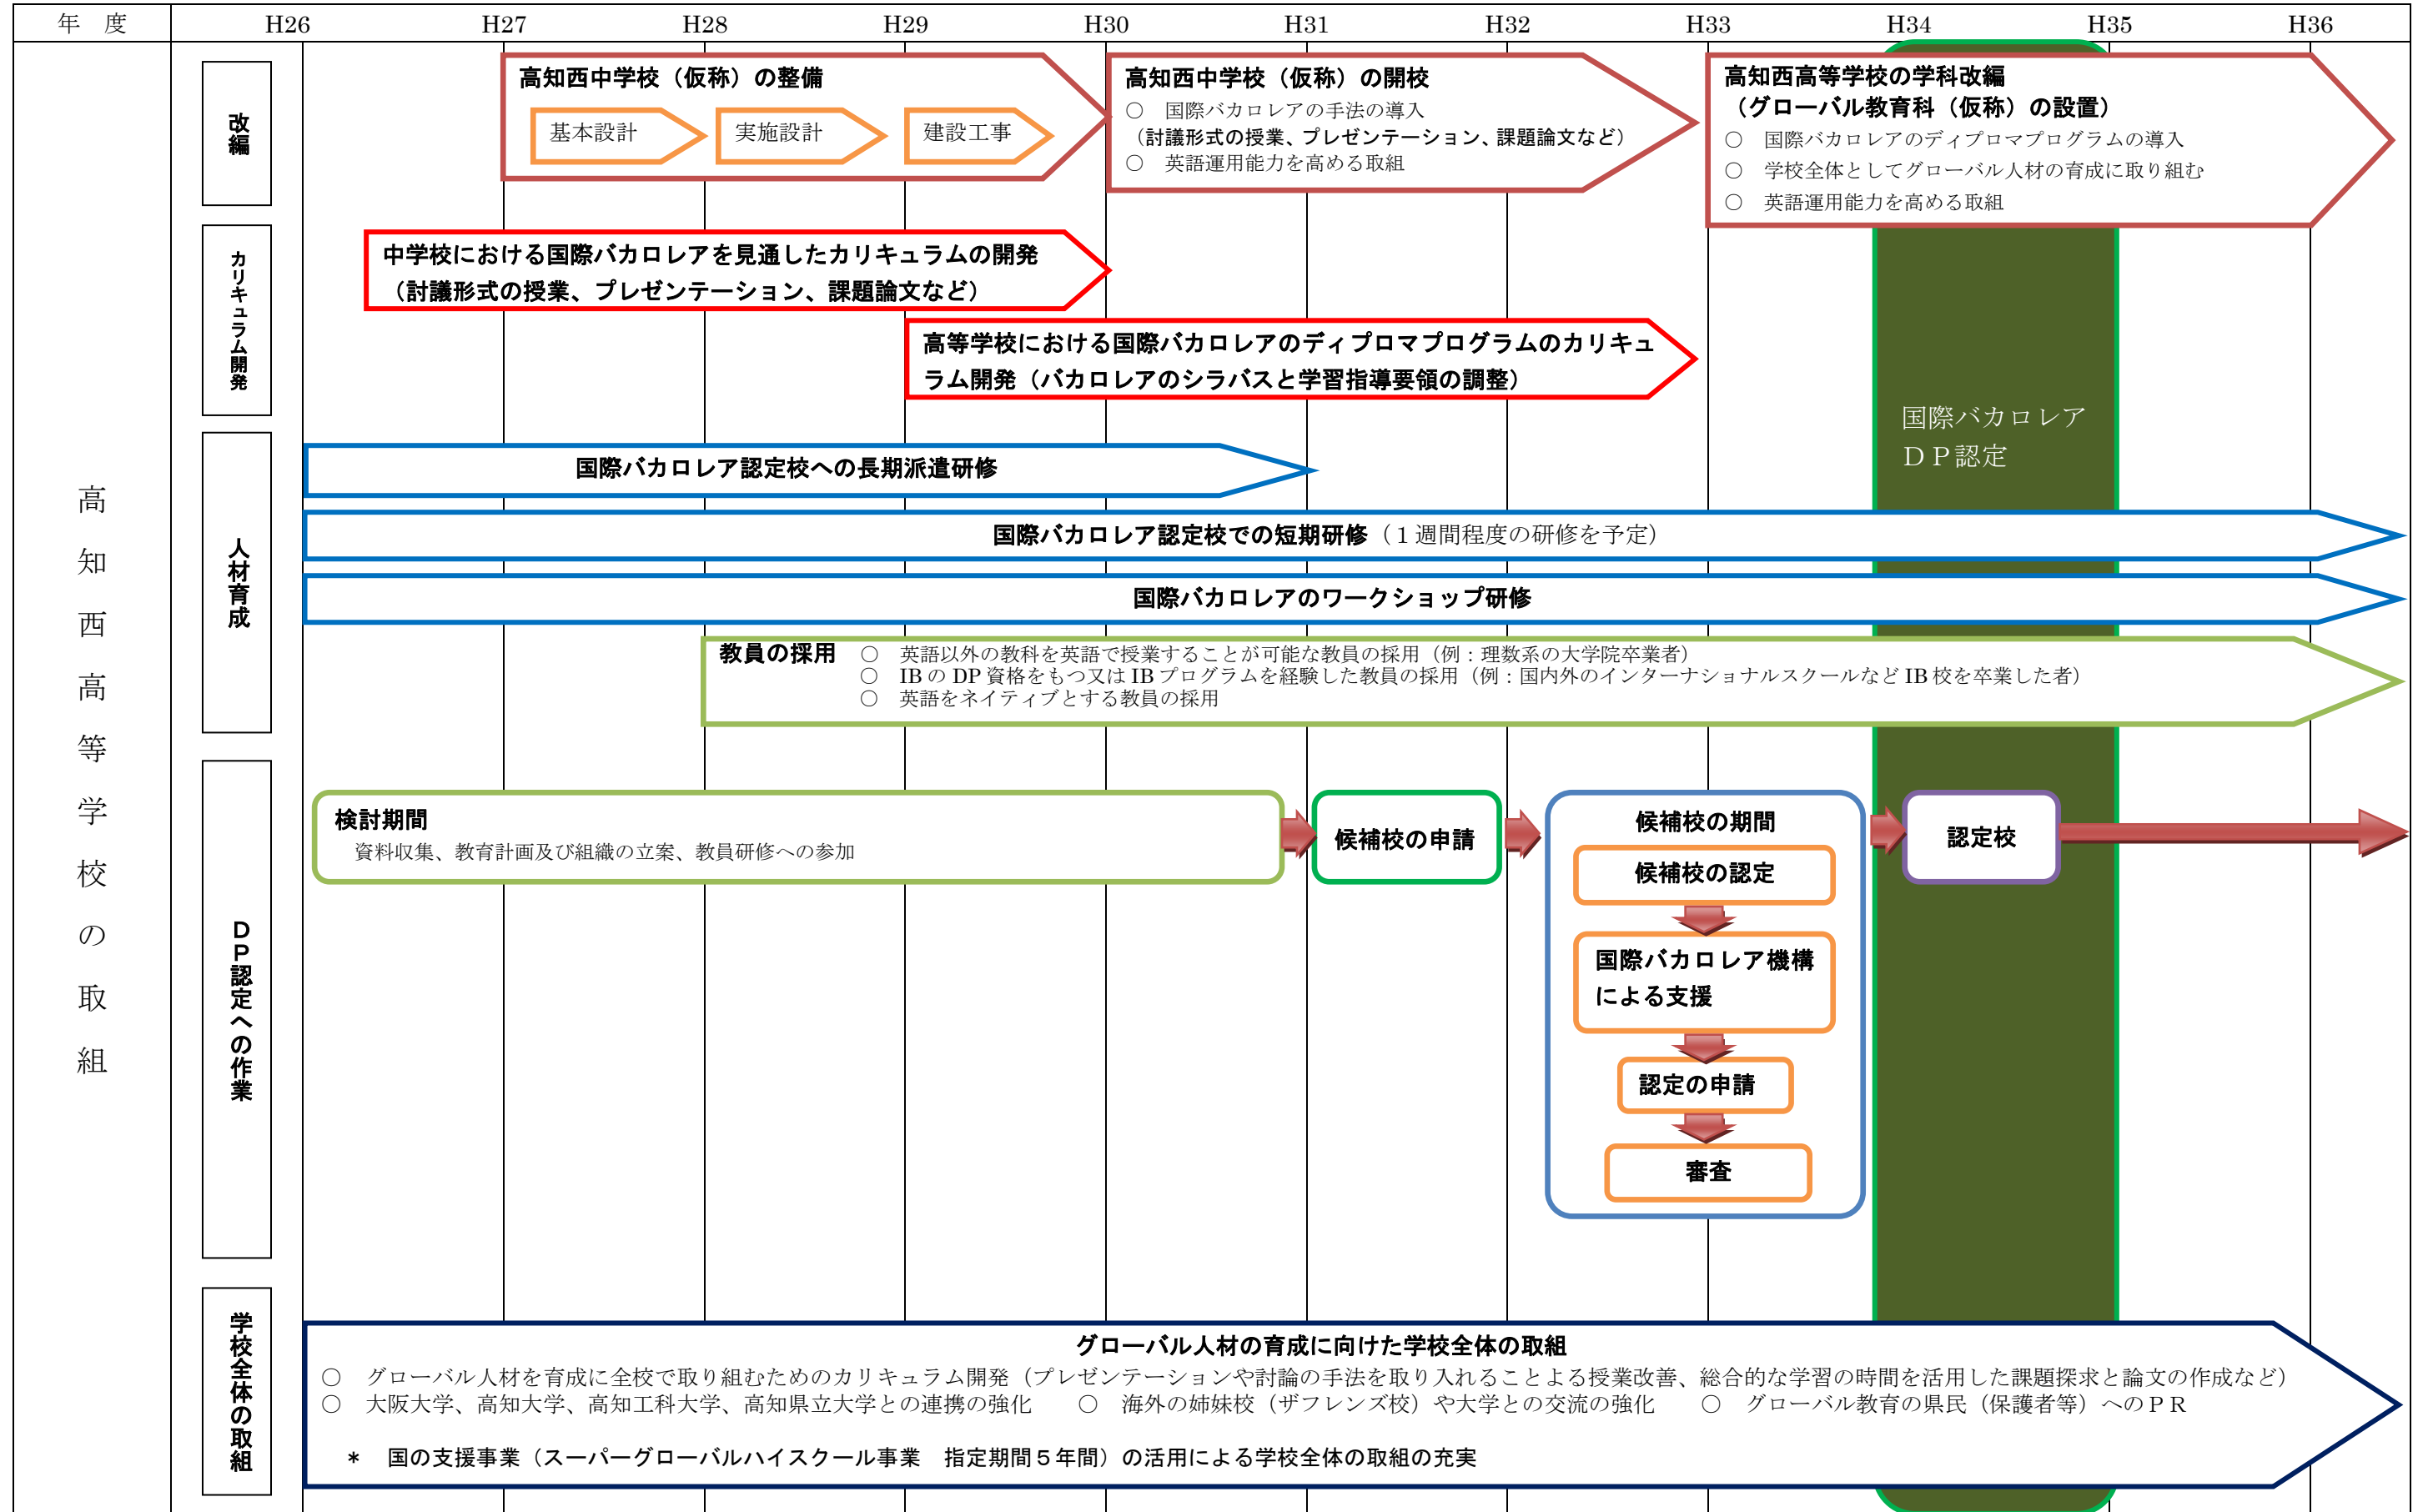 年　度 H26 H27 H28 H29 H30 H31 H32 H33 H34 H35 H36
高知西高等学校の取組
改編
高知西中学校（仮称）の整備
基本設計
実施設計
建設工事
高知西中学校（仮称）の開校
○　国際バカロレアの手法の導入
（討議形式の授業、プレゼンテーション、課題論文など）
○　英語運用能力を高める取組
高知西高等学校の学科改編
（グローバル教育科（仮称）の設置）
○　国際バカロレアのディプロマプログラムの導入
○　学校全体としてグローバル人材の育成に取り組む
○　英語運用能力を高める取組
カリキュラム開発
中学校における国際バカロレアを見通したカリキュラムの開発
（討議形式の授業、プレゼンテーション、課題論文など）
高等学校における国際バカロレアのディプロマプログラムのカリキュ
ラム開発（バカロレアのシラバスと学習指導要領の調整）
国際バカロレア
ＤＰ認定
人材育成
国際バカロレア認定校への長期派遣研修
国際バカロレア認定校での短期研修（１週間程度の研修を予定）
国際バカロレアのワークショップ研修
教員の採用　○　英語以外の教科を英語で授業することが可能な教員の採用（例：理数系の大学院卒業者）
○　IB の DP 資格をもつ又は IB プログラムを経験した教員の採用（例：国内外のインターナショナルスクールなど IB 校を卒業した者）
○　英語をネイティブとする教員の採用
ＤＰ認定への作業
検討期間
資料収集、教育計画及び組織の立案、教員研修への参加
候補校の申請
候補校の期間
候補校の認定
国際バカロレア機構
による支援
認定の申請
審査
認定校
学校全体の取組
グローバル人材の育成に向けた学校全体の取組
○　グローバル人材を育成に全校で取り組むためのカリキュラム開発（プレゼンテーションや討論の手法を取り入れることよる授業改善、総合的な学習の時間を活用した課題探求と論文の作成など）
○　大阪大学、高知大学、高知工科大学、高知県立大学との連携の強化　　○　海外の姉妹校（ザフレンズ校）や大学との交流の強化　　○　グローバル教育の県民（保護者等）へのＰＲ
＊　国の支援事業（スーパーグローバルハイスクール事業　指定期間５年間）の活用による学校全体の取組の充実